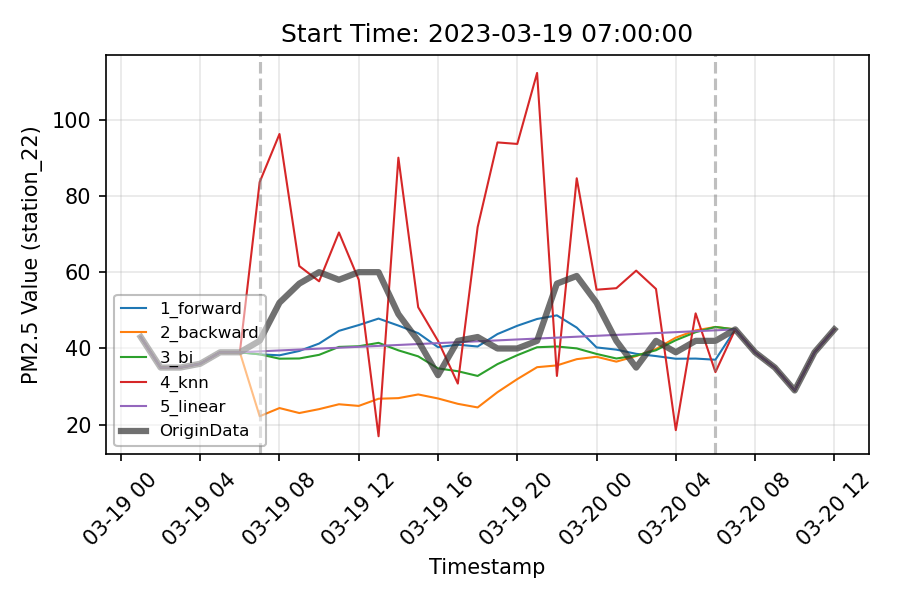 Start Time: 2023-03-19 07:00:00
PM2.5 Value (station_22)
100
80
60
40
20
1_forward
2_backward
3_bi
4_knn
5_linear
OriginData
03-19 00
03-19 04
03-19 08
03-19 12
03-19 16
03-19 20
03-20 00
03-20 04
03-20 08
03-20 12
Timestamp